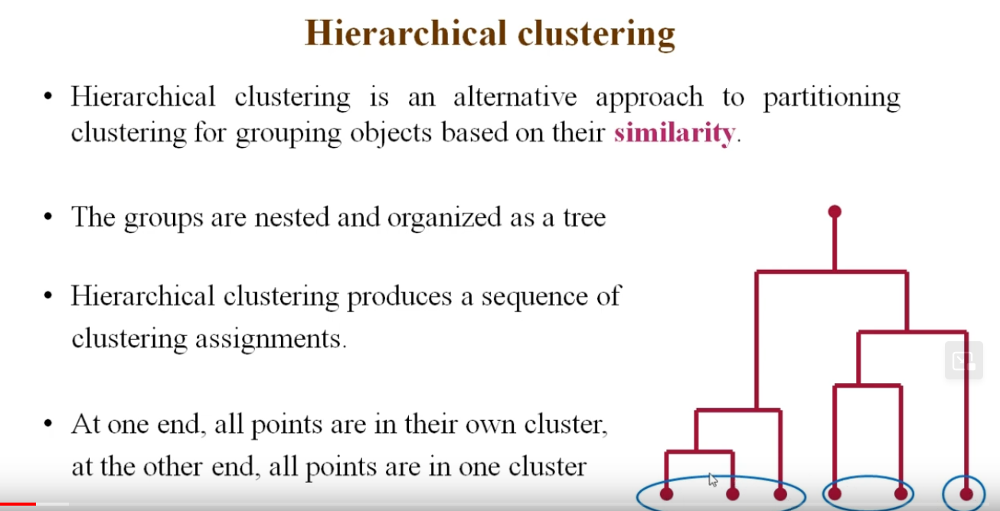 Hierarchical clustering
• Hierarchical clustering is an alternative approach to partitioning
clustering for grouping objects based on their similarity.
• The groups are nested and organized as a tree
• Hierarchical clustering produces a sequence of
clustering assignments.
• At one end, all points are in their own cluster,
at the other end, all points are in one cluster